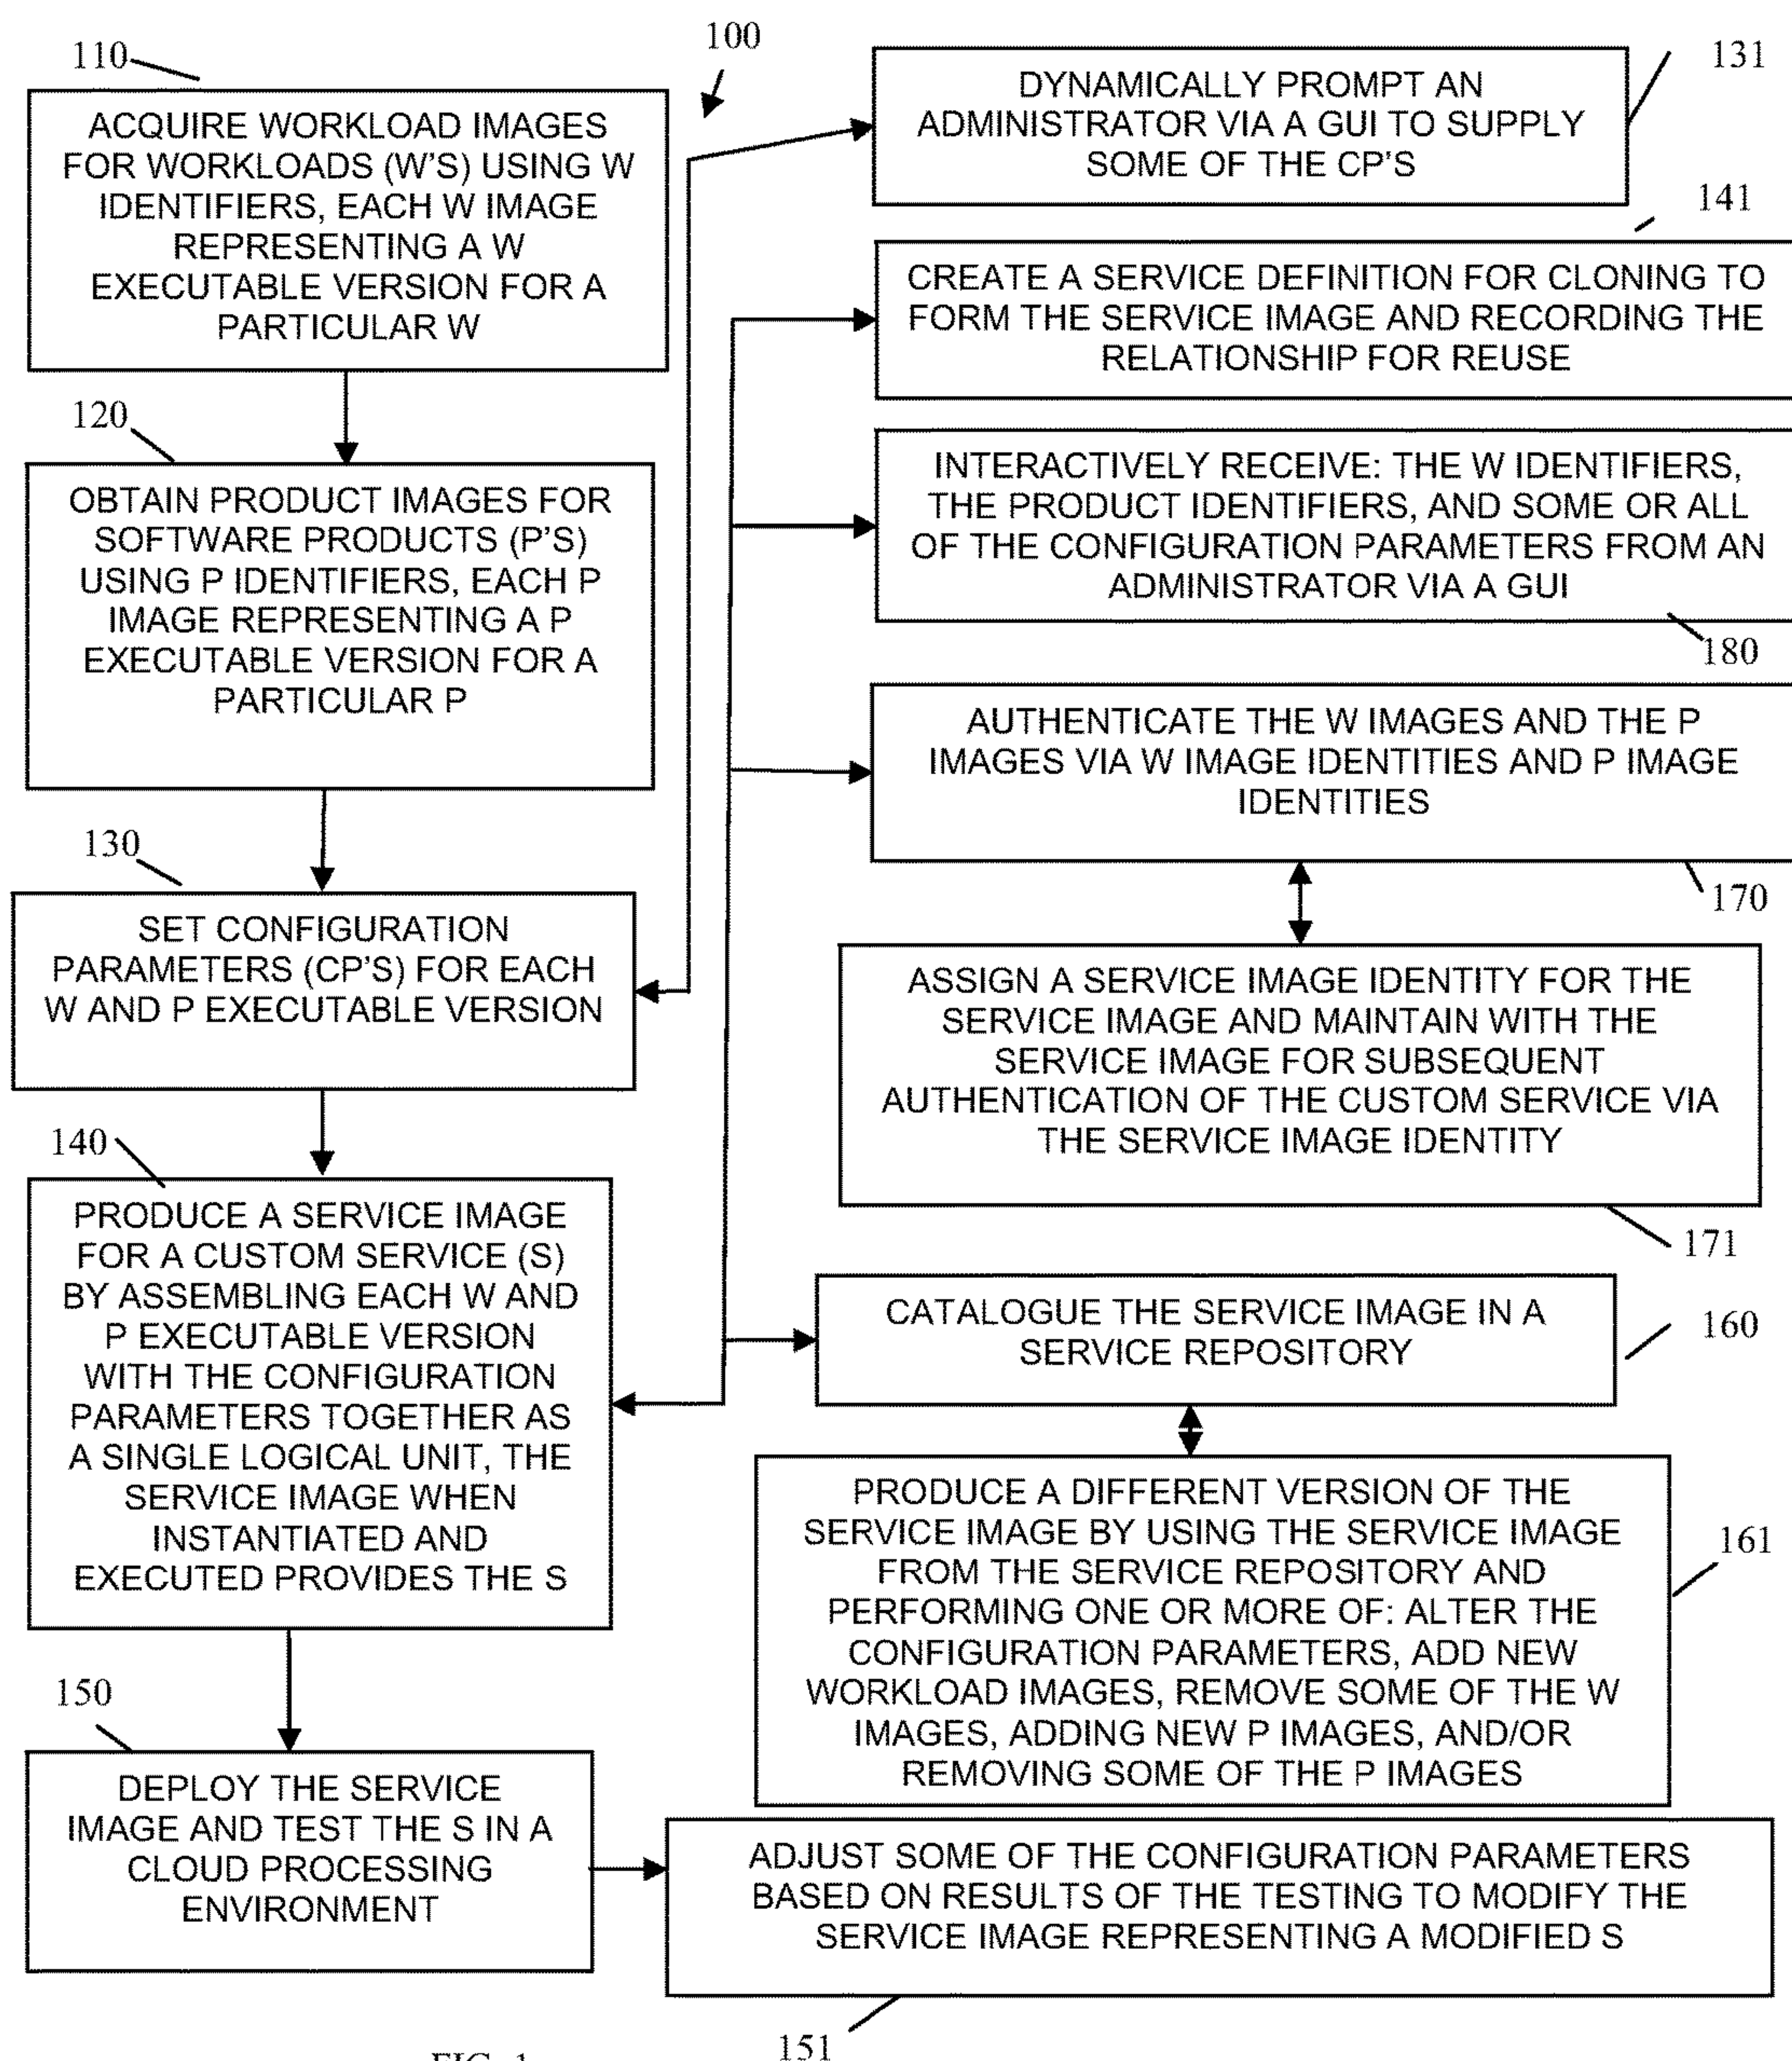 100
110
ACQUIRE WORKLOAD IMAGES
FOR WORKLOADS (W'S) USING W
IDENTIFIERS, EACH W IMAGE
REPRESENTING A W
EXECUTABLE VERSION FOR A
PARTICULAR W
120
OBTAIN PRODUCT IMAGES FOR
SOFTWARE PRODUCTS (P'S)
USING P IDENTIFIERS, EACH P
IMAGE REPRESENTING A P
EXECUTABLE VERSION FOR A
PARTICULAR P
130
SET CONFIGURATION
PARAMETERS (CP'S) FOR EACH
W AND P EXECUTABLE VERSION
140
PRODUCE A SERVICE IMAGE
FOR A CUSTOM SERVICE (S)
BY ASSEMBLING EACH W AND
P EXECUTABLE VERSION
WITH THE CONFIGURATION
PARAMETERS TOGETHER AS
A SINGLE LOGICAL UNIT, THE
SERVICE IMAGE WHEN
INSTANTIATED AND
EXECUTED PROVIDES THE S
150
DEPLOY THE SERVICE
IMAGE AND TEST THE S IN A
CLOUD PROCESSING
ENVIRONMENT
131
DYNAMICALLY PROMPT AN
ADMINISTRATOR VIA A GUI TO SUPPLY
SOME OF THE CP'S
141
CREATE A SERVICE DEFINITION FOR CLONING TO
FORM THE SERVICE IMAGE AND RECORDING THE
RELATIONSHIP FOR REUSE
INTERACTIVELY RECEIVE: THE W IDENTIFIERS,
THE PRODUCT IDENTIFIERS, AND SOME OR ALL
OF THE CONFIGURATION PARAMETERS FROM AN
ADMINISTRATOR VIA A GUI
180
AUTHENTICATE THE W IMAGES AND THE P
IMAGES VIA W IMAGE IDENTITIES AND P IMAGE
IDENTITIES
170
ASSIGN A SERVICE IMAGE IDENTITY FOR THE
SERVICE IMAGE AND MAINTAIN WITH THE
SERVICE IMAGE FOR SUBSEQUENT
AUTHENTICATION OF THE CUSTOM SERVICE VIA
THE SERVICE IMAGE IDENTITY
171
CATALOGUE THE SERVICE IMAGE IN A
SERVICE REPOSITORY
160
PRODUCE A DIFFERENT VERSION OF THE
SERVICE IMAGE BY USING THE SERVICE IMAGE
FROM THE SERVICE REPOSITORY AND
PERFORMING ONE OR MORE OF: ALTER THE
CONFIGURATION PARAMETERS, ADD NEW
WORKLOAD IMAGES, REMOVE SOME OF THE W
IMAGES, ADDING NEW P IMAGES, AND/OR
REMOVING SOME OF THE P IMAGES
161
ADJUST SOME OF THE CONFIGURATION PARAMETERS
BASED ON RESULTS OF THE TESTING TO MODIFY THE
SERVICE IMAGE REPRESENTING A MODIFIED S
151
FIG. 1